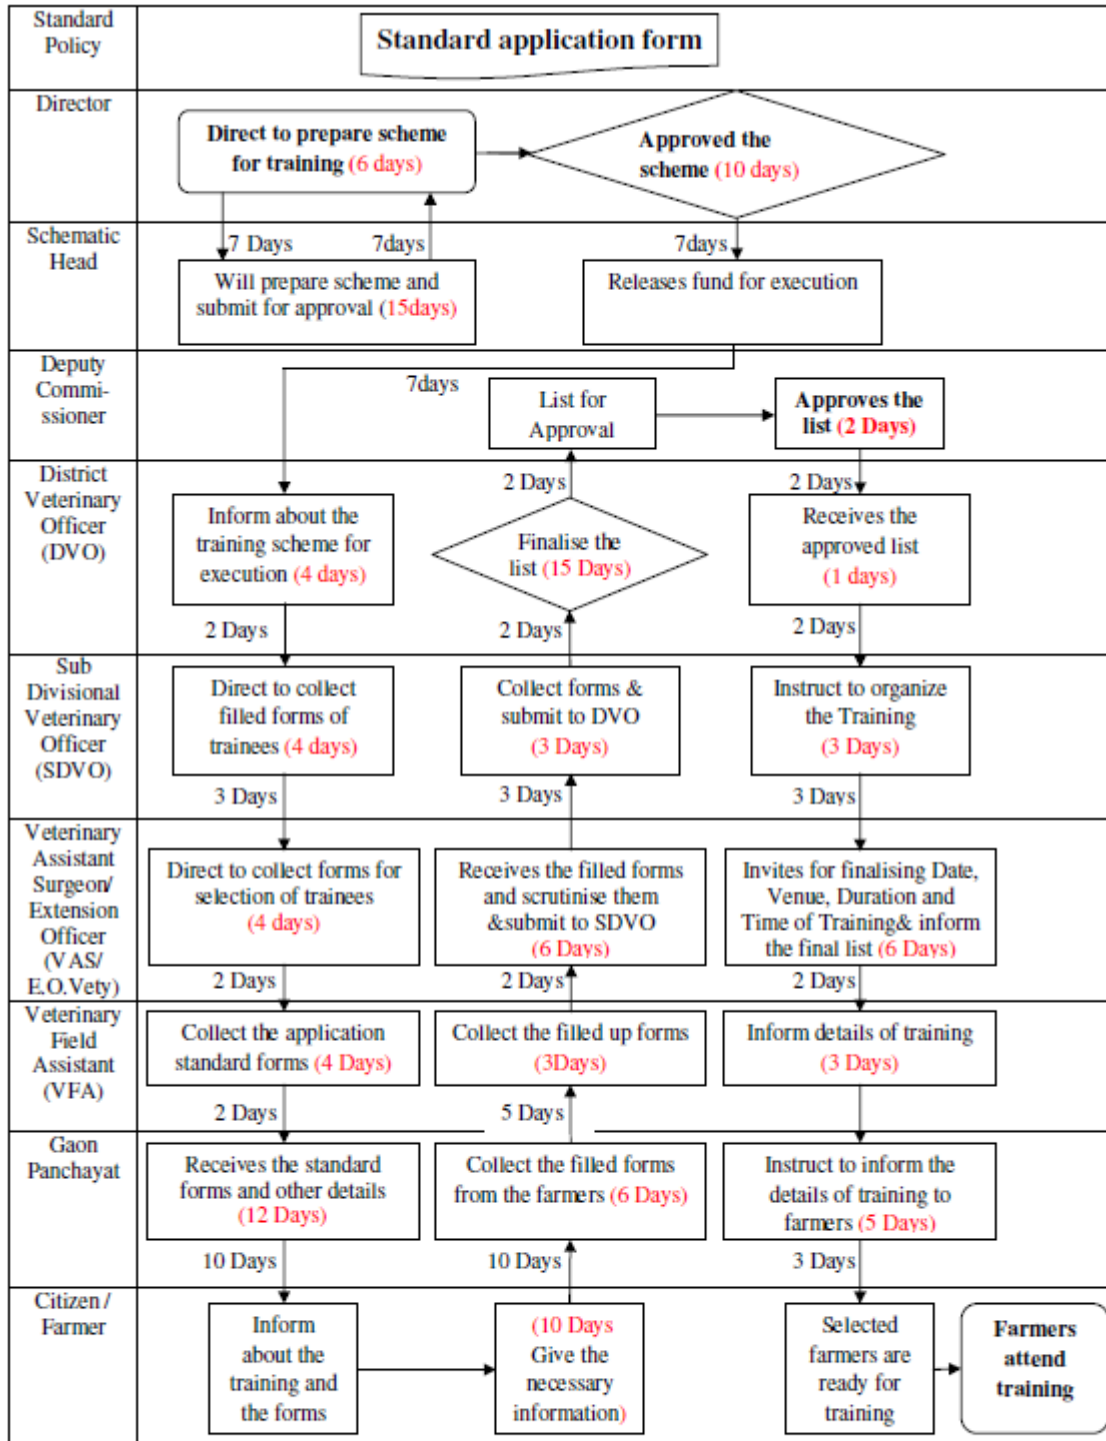 Standard
Policy
Standard application form
Director
Direct to prepare scheme
for training (6 days)
Approved the
scheme (10 days)
7 Days
7days
7days
Schematic
Head
Will prepare scheme and
submit for approval (15days)
Releases fund for execution
Deputy
Commi-
ssioner
7days
List for
Approval
Approves the
list (2 Days)
District
Veterinary
Officer
(DVO)
2 Days
2 Days
Inform about the
training scheme for
execution (4 days)
Finalise the
list (15 Days)
Receives the
approved list
(1 days)
2 Days
2 Days
2 Days
Sub
Divisional
Veterinary
Officer
(SDVO)
Direct to collect
filled forms of
trainees (4 days)
Collect forms &
submit to DVO
(3 Days)
Instruct to organize
the Training
(3 Days)
3 Days
3 Days
3 Days
Veterinary
Assistant
Surgeon/
Extension
Officer
(VAS/
E.O.Vety)
Direct to collect forms for
selection of trainees
(4 days)
Receives the filled forms
and scrutinise them
&submit to SDVO
(6 Days)
Invites for finalising Date,
Venue, Duration and
Time of Training& inform
the final list (6 Days)
2 Days
2 Days
2 Days
Veterinary
Field
Assistant
(VFA)
Collect the application
standard forms (4 Days)
Collect the filled up forms
(3Days)
Inform details of training
(3 Days)
2 Days
5 Days
Gaon
Panchayat
Receives the standard
forms and other details
(12 Days)
Collect the filled forms
from the farmers (6 Days)
Instruct to inform the
details of training to
farmers (5 Days)
10 Days
10 Days
3 Days
Citizen /
Farmer
Inform
about the
training and
the forms
(10 Days
Give the
necessary
information)
Selected
farmers are
ready for
training
Farmers
attend
training